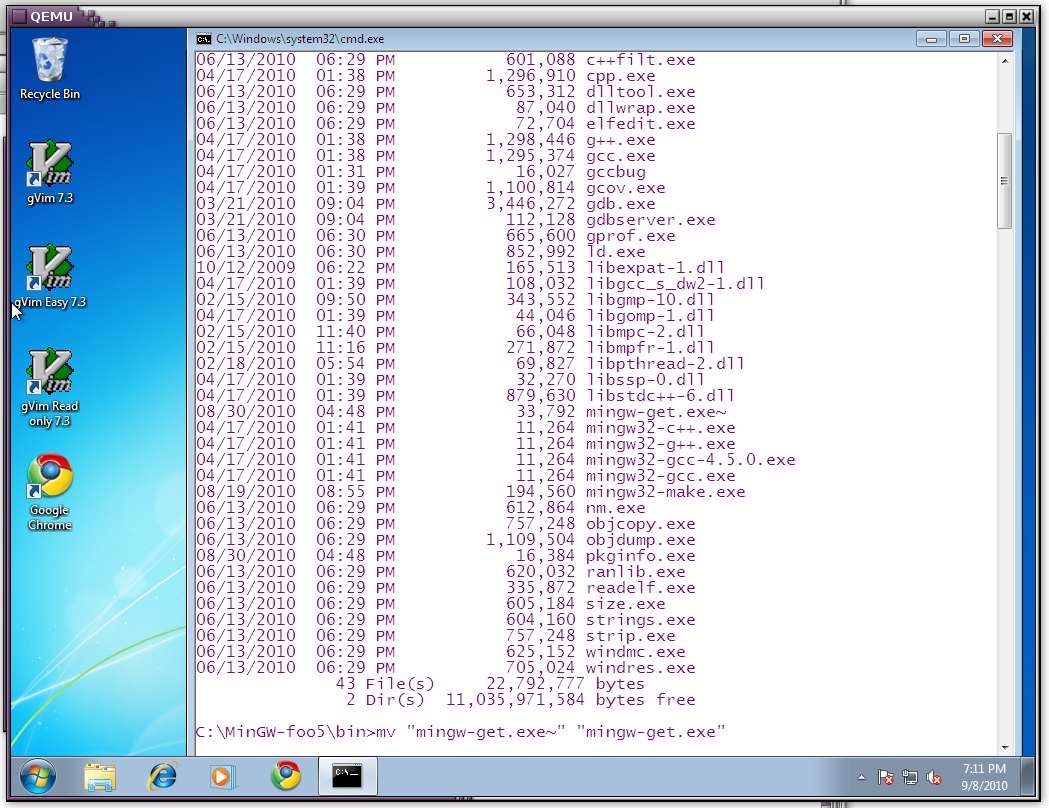 QEMU
C:\Windows\system32\cmd.exe
Recycle Bin
gVim 7.3
gVim Easy 7.3
gVim Read
only 7.3
Google
Chrome
06/13/2010 06:29 PM 601,088 c++filt.exe
04/17/2010 01:38 PM 1,296,910 cpp.exe
06/13/2010 06:29 PM 653,312 dlltool.exe
06/13/2010 06:29 PM 87,040 dllwrap.exe
06/13/2010 06:29 PM 72,704 elfedit.exe
04/17/2010 01:38 PM 1,298,446 g++.exe
04/17/2010 01:38 PM 1,295,374 gcc.exe
04/17/2010 01:31 PM 16,027 gccbug
04/17/2010 01:39 PM 1,100,814 gcov.exe
03/21/2010 09:04 PM 3,446,272 gdb.exe
03/21/2010 09:04 PM 112,128 gdbserver.exe
06/13/2010 06:30 PM 665,600 gprof.exe
06/13/2010 06:30 PM 852,992 ld.exe
10/12/2009 06:22 PM 165,513 libexpat-1.dll
04/17/2010 01:39 PM 108,032 libgcc_s_dw2-1.dll
02/15/2010 09:50 PM 343,552 libgmp-10.dll
04/17/2010 01:39 PM 44,046 libgomp-1.dll
02/15/2010 11:40 PM 66,048 libmpc-2.dll
02/15/2010 11:16 PM 271,872 libmpfr-1.dll
02/18/2010 05:54 PM 69,827 libpthread-2.dll
04/17/2010 01:39 PM 32,270 libssp-0.dll
04/17/2010 01:39 PM 879,630 libstdc++-6.dll
08/30/2010 04:48 PM 33,792 mingw-get.exe~
04/17/2010 01:41 PM 11,264 mingw32-c++.exe
04/17/2010 01:41 PM 11,264 mingw32-g++.exe
04/17/2010 01:41 PM 11,264 mingw32-gcc-4.5.0.exe
04/17/2010 01:41 PM 11,264 mingw32-gcc.exe
08/19/2010 08:55 PM 194,560 mingw32-make.exe
06/13/2010 06:29 PM 612,864 nm.exe
06/13/2010 06:29 PM 757,248 objcopy.exe
06/13/2010 06:29 PM 1,109,504 objdump.exe
08/30/2010 04:48 PM 16,384 pkginfo.exe
06/13/2010 06:29 PM 620,032 ranlib.exe
06/13/2010 06:29 PM 335,872 readelf.exe
06/13/2010 06:29 PM 605,184 size.exe
06/13/2010 06:29 PM 604,160 strings.exe
06/13/2010 06:29 PM 757,248 strip.exe
06/13/2010 06:29 PM 625,152 windmc.exe
06/13/2010 06:29 PM 705,024 windres.exe
43 File(s) 22,792,777 bytes
2 Dir(s) 11,035,971,584 bytes free
C:\MinGW-foo5\bin>mv "mingw-get.exe~" "mingw-get.exe"
7:11 PM
9/8/2010